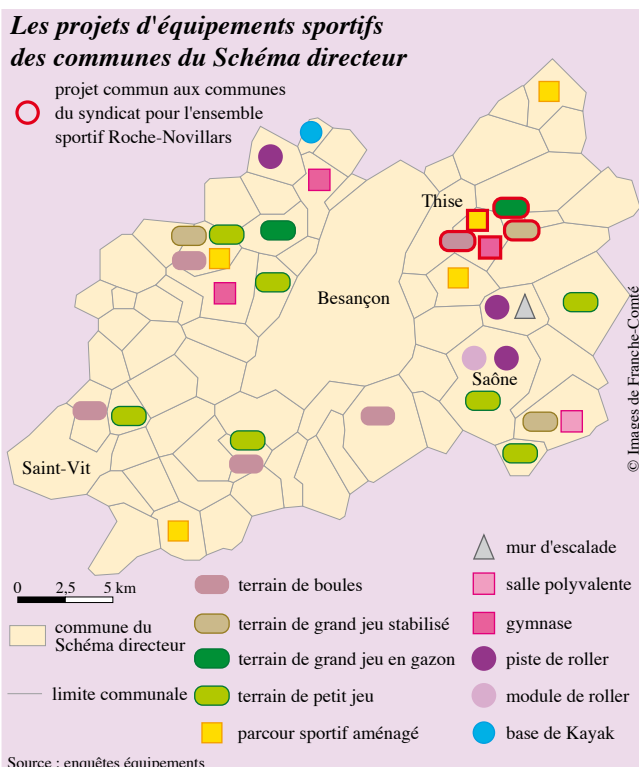 Les projets d'équipements sportifs
des communes du Schéma directeur
projet commun aux communes
du syndicat pour l'ensemble
sportif Roche-Novillars
Thise
Besançon
Saône
Saint-Vit
© Images de Franche-Comté
0 2,5 5 km
commune du
Schéma directeur
limite communale
terrain de boules
terrain de grand jeu stabilisé
terrain de grand jeu en gazon
terrain de petit jeu
parcour sportif aménagé
mur d'escalade
salle polyvalente
gymnase
piste de roller
module de roller
base de Kayak
Source : enquêtes équipements